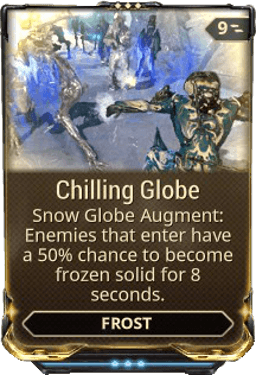 9
Chilling Globe
Snow Globe Augment:
Enemies that enter have
a 50% chance to become
frozen solid for 8
seconds.
FROST